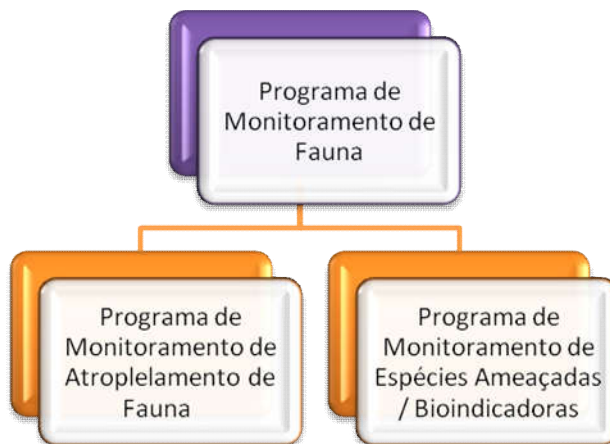 Programa de
Monitoramento de
Fauna
Programa de
Monitoramento de
Atroplelamento de
Fauna
Programa de
Monitoramento de
Espécies Ameaçadas
/ Bioindicadoras